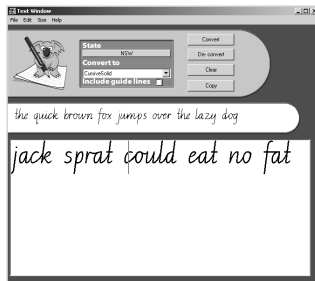 Text Window
File Edit Size Help
State
NSW
Convert to
CursiveSolid
Include guide lines
Convert
De-convert
Clear
Copy
the quick brown fox jumps over the lazy dog
jack sprat could eat no fat